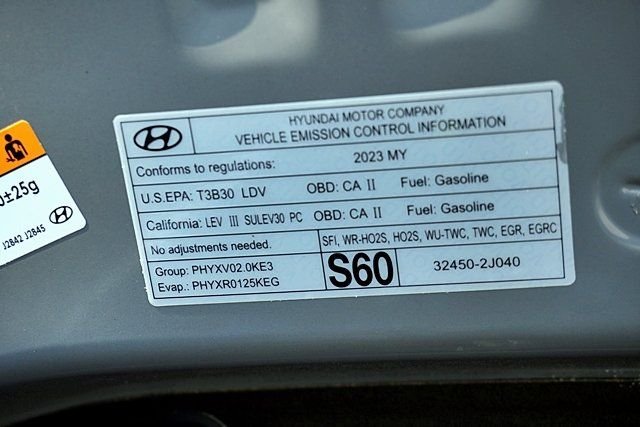 HYUNDAI MOTOR COMPANY
VEHICLE EMISSION CONTROL INFORMATION
Conforms to regulations: 2023 MY
U.S.EPA: T3B30 LDV OBD: CA II Fuel: Gasoline
California: LEV III SULEV30 PC OBD: CA II Fuel: Gasoline
No adjustments needed. SFI, WR-HO2S, HO2S, WU-TWC, TWC, EGR, EGRC
Group: PHYXV02.0KE3
Evap.: PHYXR0125KEG
S60
32450-2J040
±25g
J2842 J2845